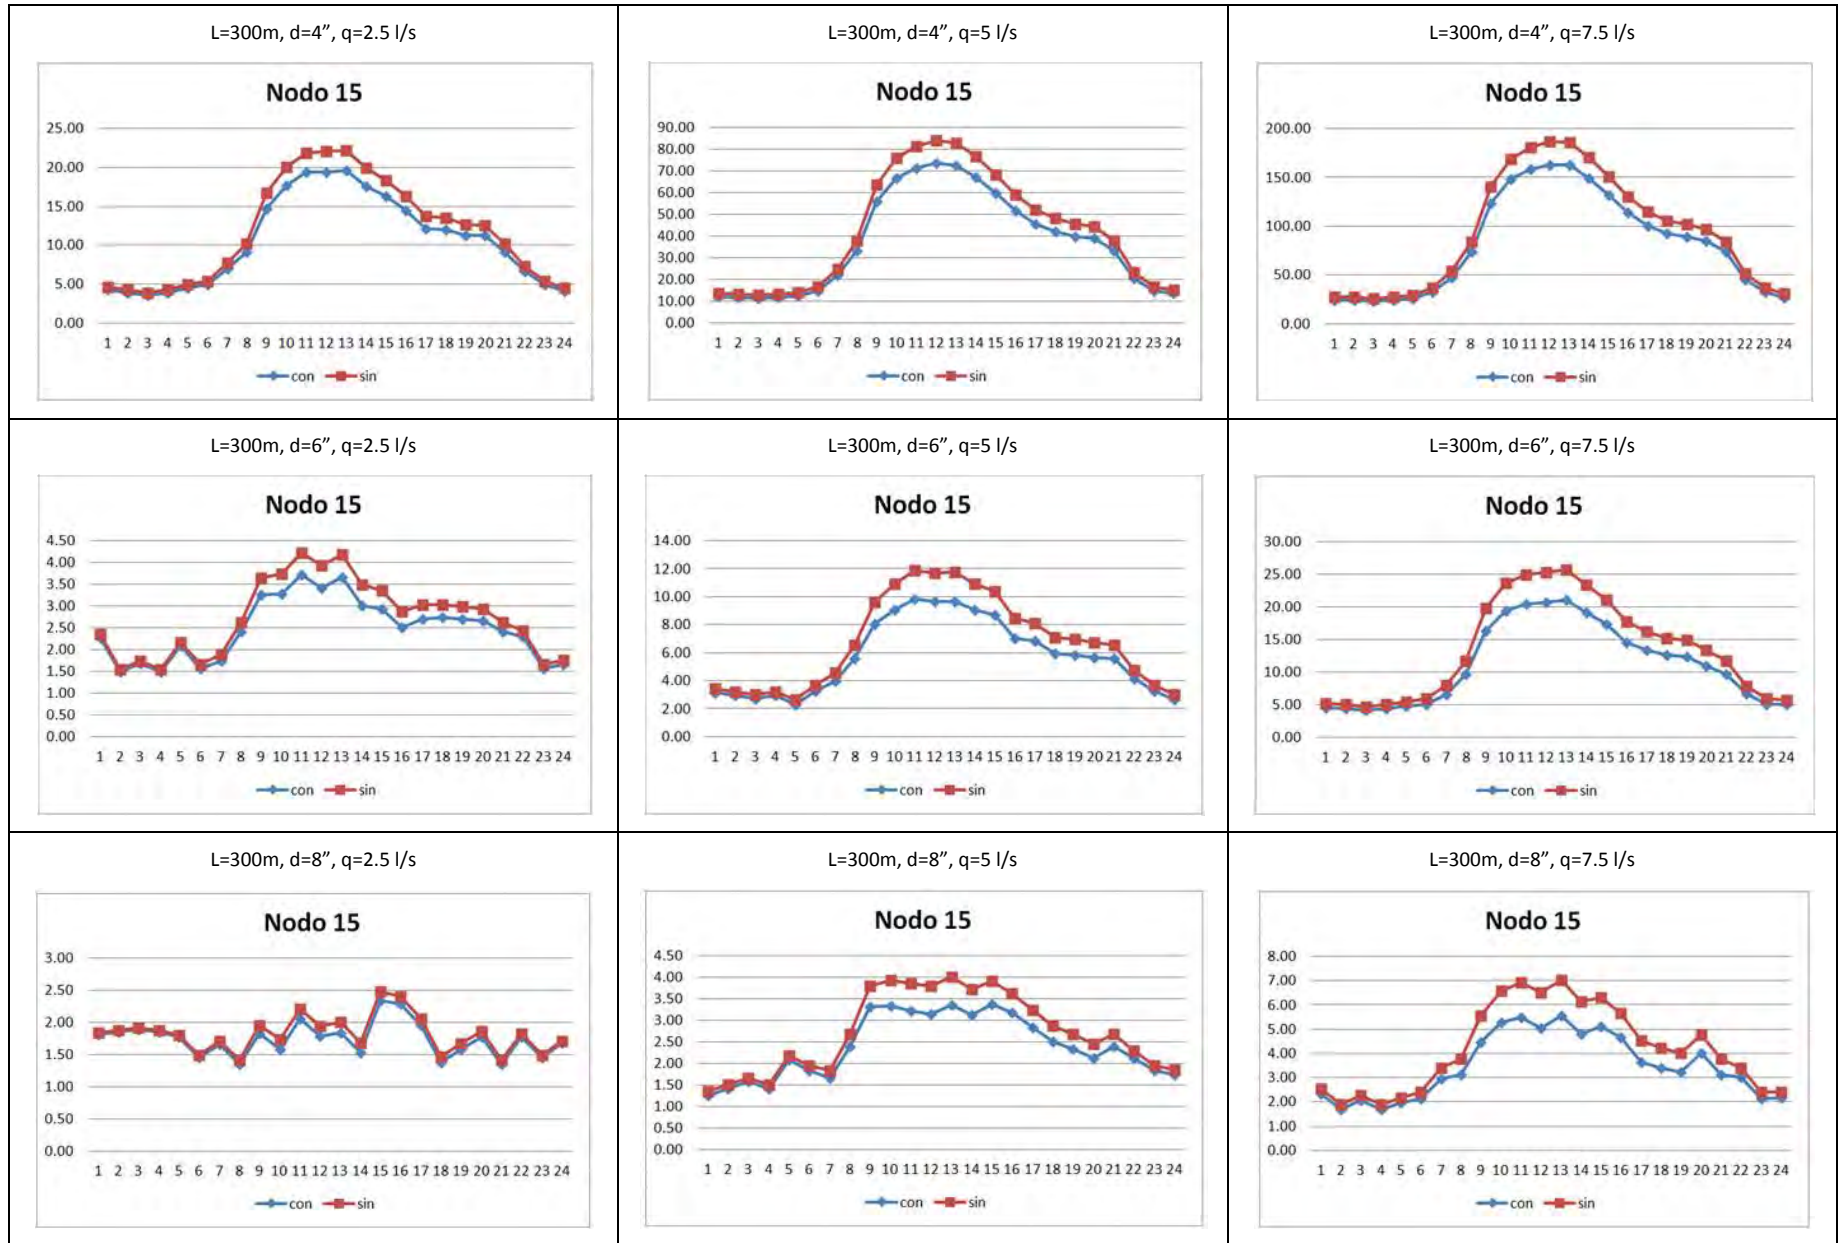 L=300m, d=4”, q=2.5 l/s
Nodo 15
25.00
20.00
15.00
10.00
5.00
0.00
1 2 3 4 5 6 7 8 9 10 11 12 13 14 15 16 17 18 19 20 21 22 23 24
con sin
L=300m, d=4”, q=5 l/s
Nodo 15
90.00
80.00
70.00
60.00
50.00
40.00
30.00
20.00
10.00
0.00
1 2 3 4 5 6 7 8 9 10 11 12 13 14 15 16 17 18 19 20 21 22 23 24
con sin
L=300m, d=4”, q=7.5 l/s
Nodo 15
200.00
150.00
100.00
50.00
0.00
1 2 3 4 5 6 7 8 9 10 11 12 13 14 15 16 17 18 19 20 21 22 23 24
con sin
L=300m, d=6”, q=2.5 l/s
Nodo 15
4.50
4.00
3.50
3.00
2.50
2.00
1.50
1.00
0.50
0.00
1 2 3 4 5 6 7 8 9 10 11 12 13 14 15 16 17 18 19 20 21 22 23 24
con sin
L=300m, d=6”, q=5 l/s
Nodo 15
14.00
12.00
10.00
8.00
6.00
4.00
2.00
0.00
1 2 3 4 5 6 7 8 9 10 11 12 13 14 15 16 17 18 19 20 21 22 23 24
con sin
L=300m, d=6”, q=7.5 l/s
Nodo 15
30.00
25.00
20.00
15.00
10.00
5.00
0.00
1 2 3 4 5 6 7 8 9 10 11 12 13 14 15 16 17 18 19 20 21 22 23 24
con sin
L=300m, d=8”, q=2.5 l/s
Nodo 15
3.00
2.50
2.00
1.50
1.00
0.50
0.00
1 2 3 4 5 6 7 8 9 10 11 12 13 14 15 16 17 18 19 20 21 22 23 24
con sin
L=300m, d=8”, q=5 l/s
Nodo 15
4.50
4.00
3.50
3.00
2.50
2.00
1.50
1.00
0.50
0.00
1 2 3 4 5 6 7 8 9 10 11 12 13 14 15 16 17 18 19 20 21 22 23 24
con sin
L=300m, d=8”, q=7.5 l/s
Nodo 15
8.00
7.00
6.00
5.00
4.00
3.00
2.00
1.00
0.00
1 2 3 4 5 6 7 8 9 10 11 12 13 14 15 16 17 18 19 20 21 22 23 24
con sin